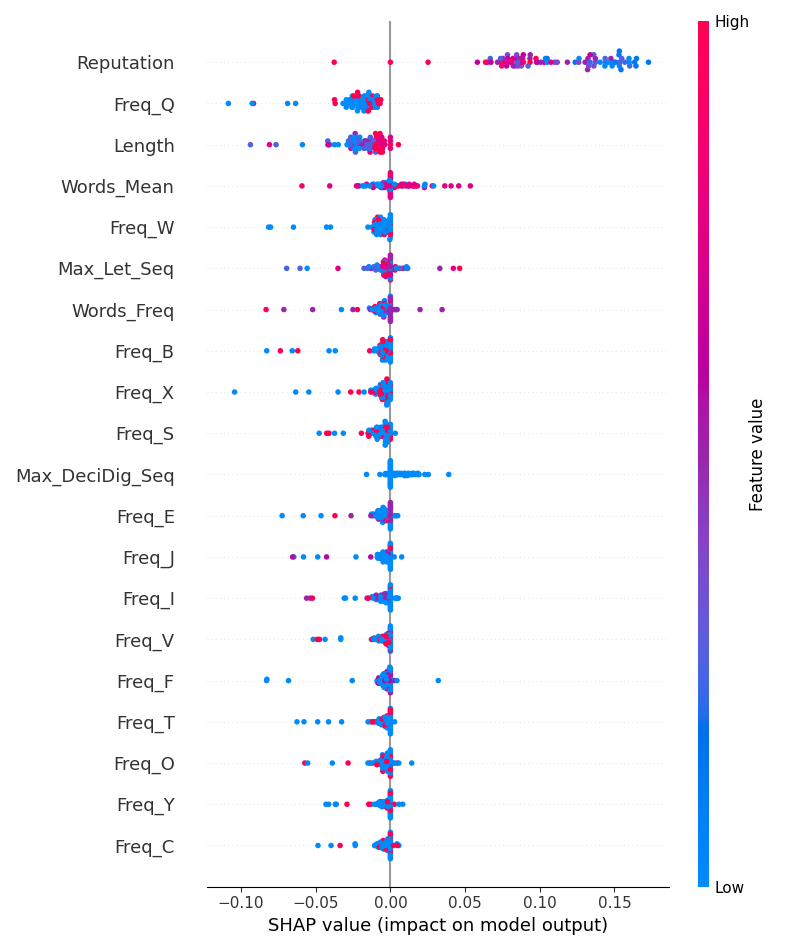 High
Reputation
Freq_Q
Length
Words_Mean
Freq_W
Max_Let_Seq
Words_Freq
Freq_B
Freq_X
Freq_S
Max_DeciDig_Seq
Freq_E
Freq_J
Freq_I
Freq_V
Freq_F
Freq_T
Freq_O
Freq_Y
Freq_C
Feature value
Low
−0.10 −0.05 0.00 0.05 0.10 0.15
SHAP value (impact on model output)